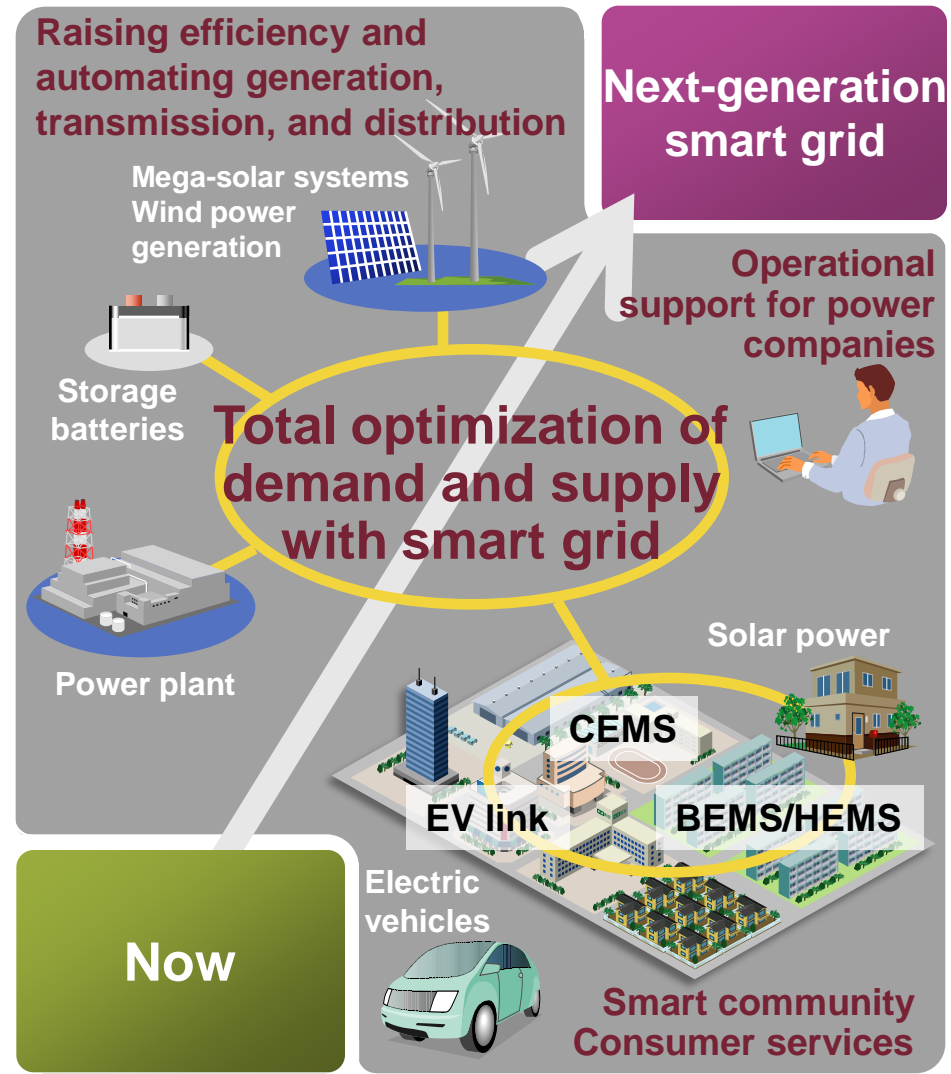 Raising efficiency and
automating generation,
transmission, and distribution
Next-generation
smart grid
Mega-solar systems
Wind power
generation
Operational
support for power
companies
Storage
batteries
Total optimization of
demand and supply
with smart grid
Power plant
Solar power
CEMS
EV link
BEMS/HEMS
Electric
vehicles
Now
Smart community
Consumer services